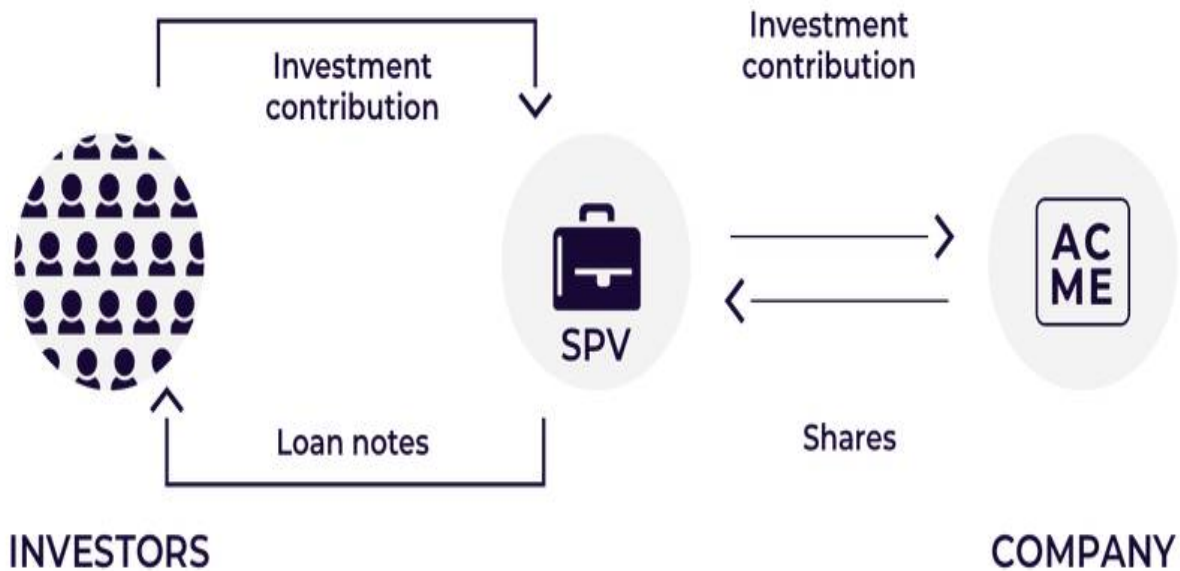 Investment
contribution
Investment
contribution
SPV
AC
ME
Loan notes
Shares
INVESTORS
COMPANY